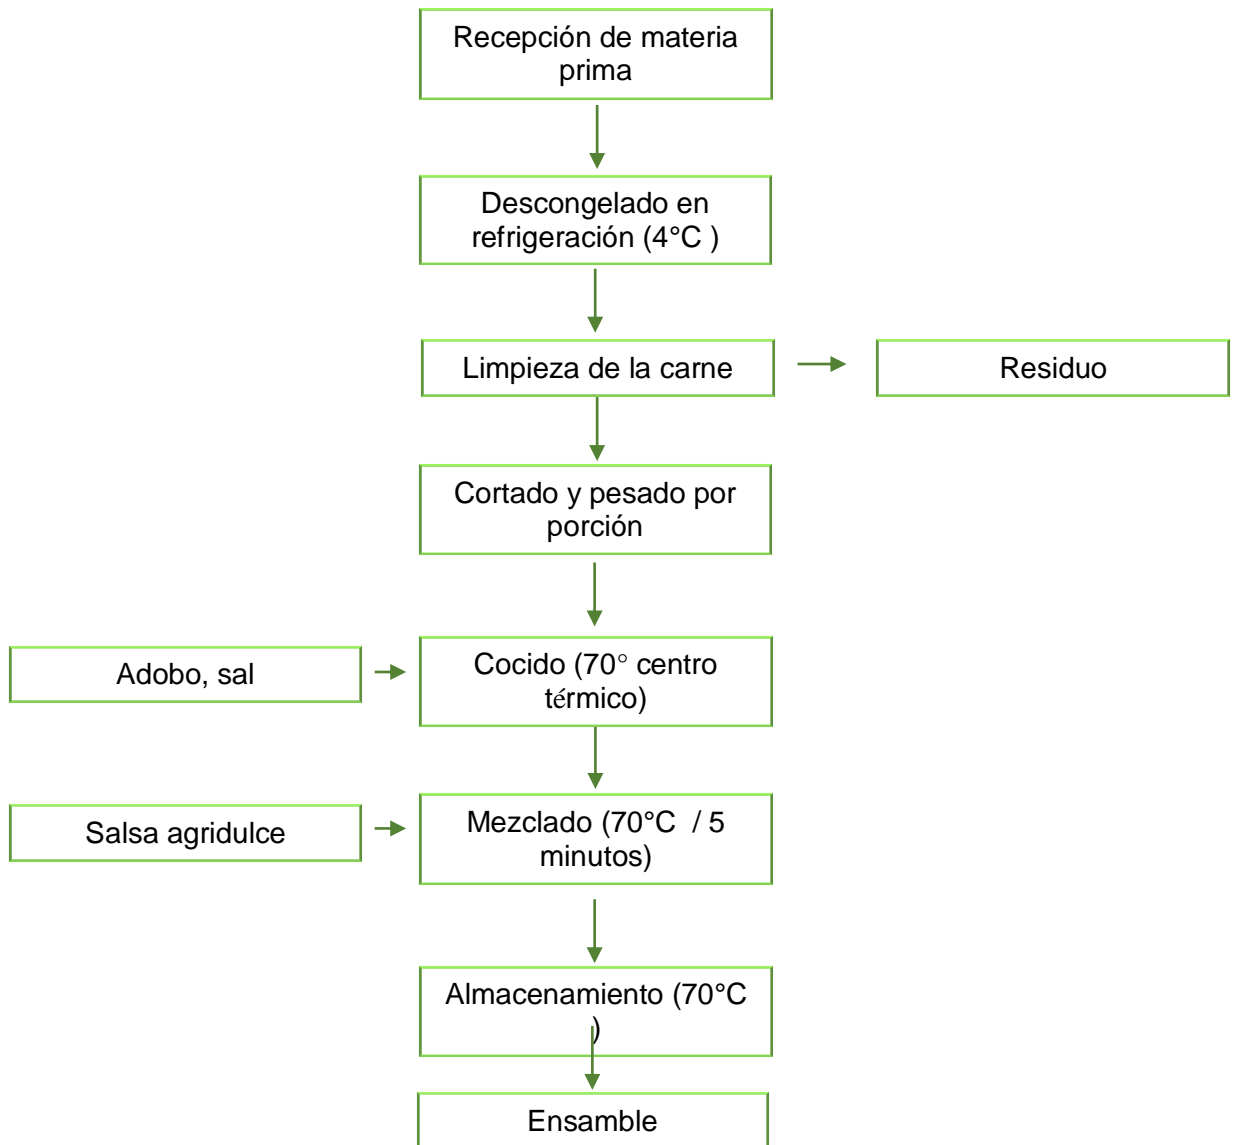 Recepción de materia
prima
Descongelado en
refrigeración (4°C )
Limpieza de la carne
Residuo
Cortado y pesado por
porción
Adobo, sal
Cocido (70° centro
térmico)
Salsa agridulce
Mezclado (70°C / 5
minutos)
Almacenamiento (70°C
)
Ensamble